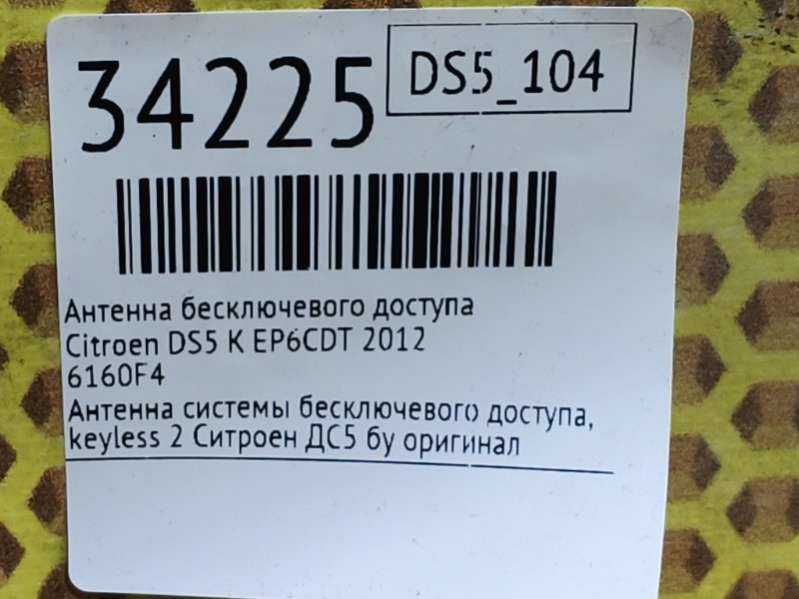 34225
DS5_104
Антенна бесключевого доступа
Citroen DS5 K EP6CDT 2012
6160F4
Антенна системы бесключевого доступа,
keyless 2 Ситроен ДС5 бу оригинал